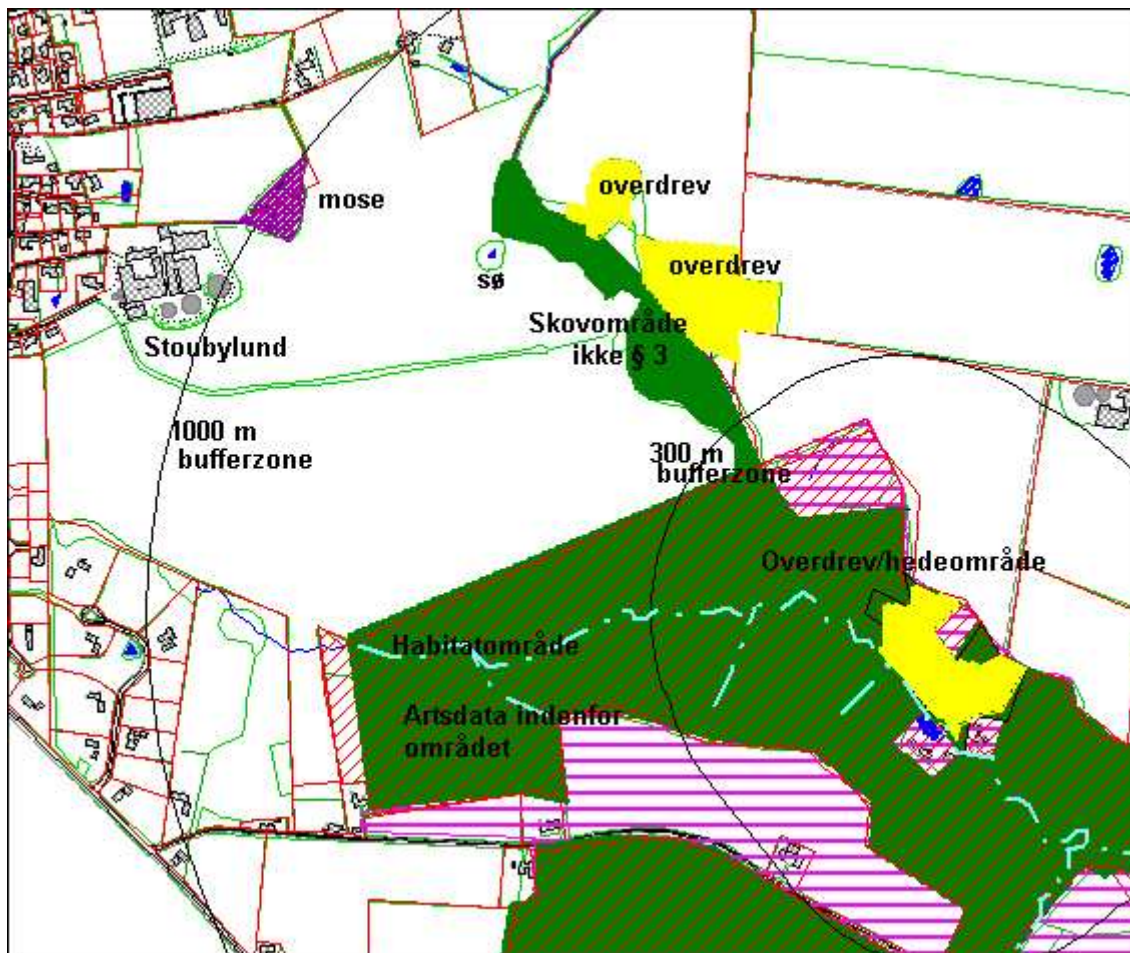 mose
overdrev
overdrev
sø
Skovområde
ikke § 3
Stoubylund
1000 m
bufferzone
300 m
bufferzone
Overdrev/hedeområde
Habitatområde
Artsdata indenfor
området